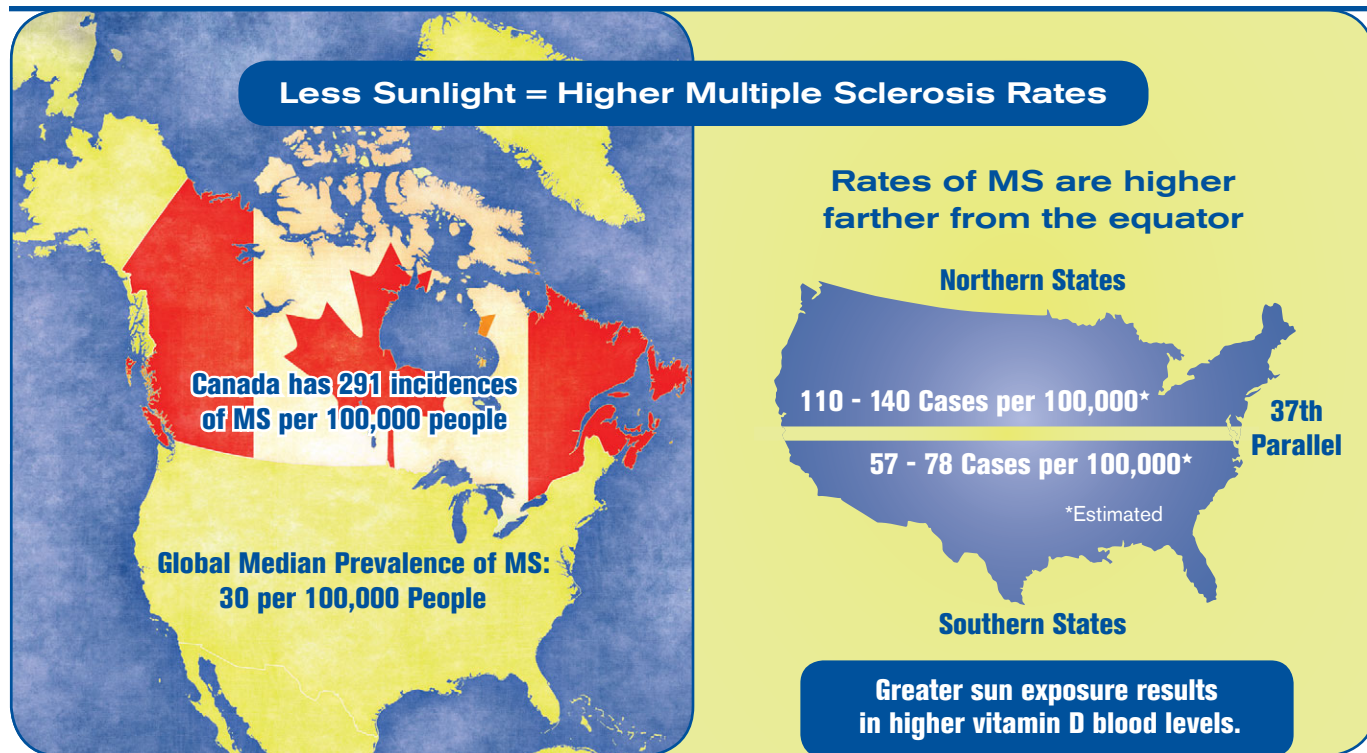 Less Sunlight = Higher Multiple Sclerosis Rates
Canada has 291 incidences
of MS per 100,000 people
Global Median Prevalence of MS:
30 per 100,000 People
Rates of MS are higher
farther from the equator
Northern States
110 - 140 Cases per 100,000*
37th
Parallel
57 - 78 Cases per 100,000*
*Estimated
Southern States
Greater sun exposure results
in higher vitamin D blood levels.